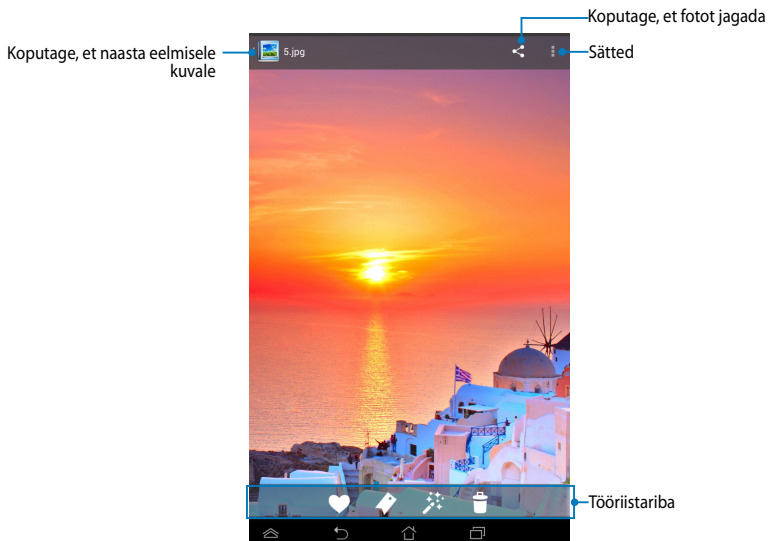 Koputage, et fotot jagada
Koputage, et naasta eelmisele
kuvale
5.jpg
Sätted
Tööriistariba